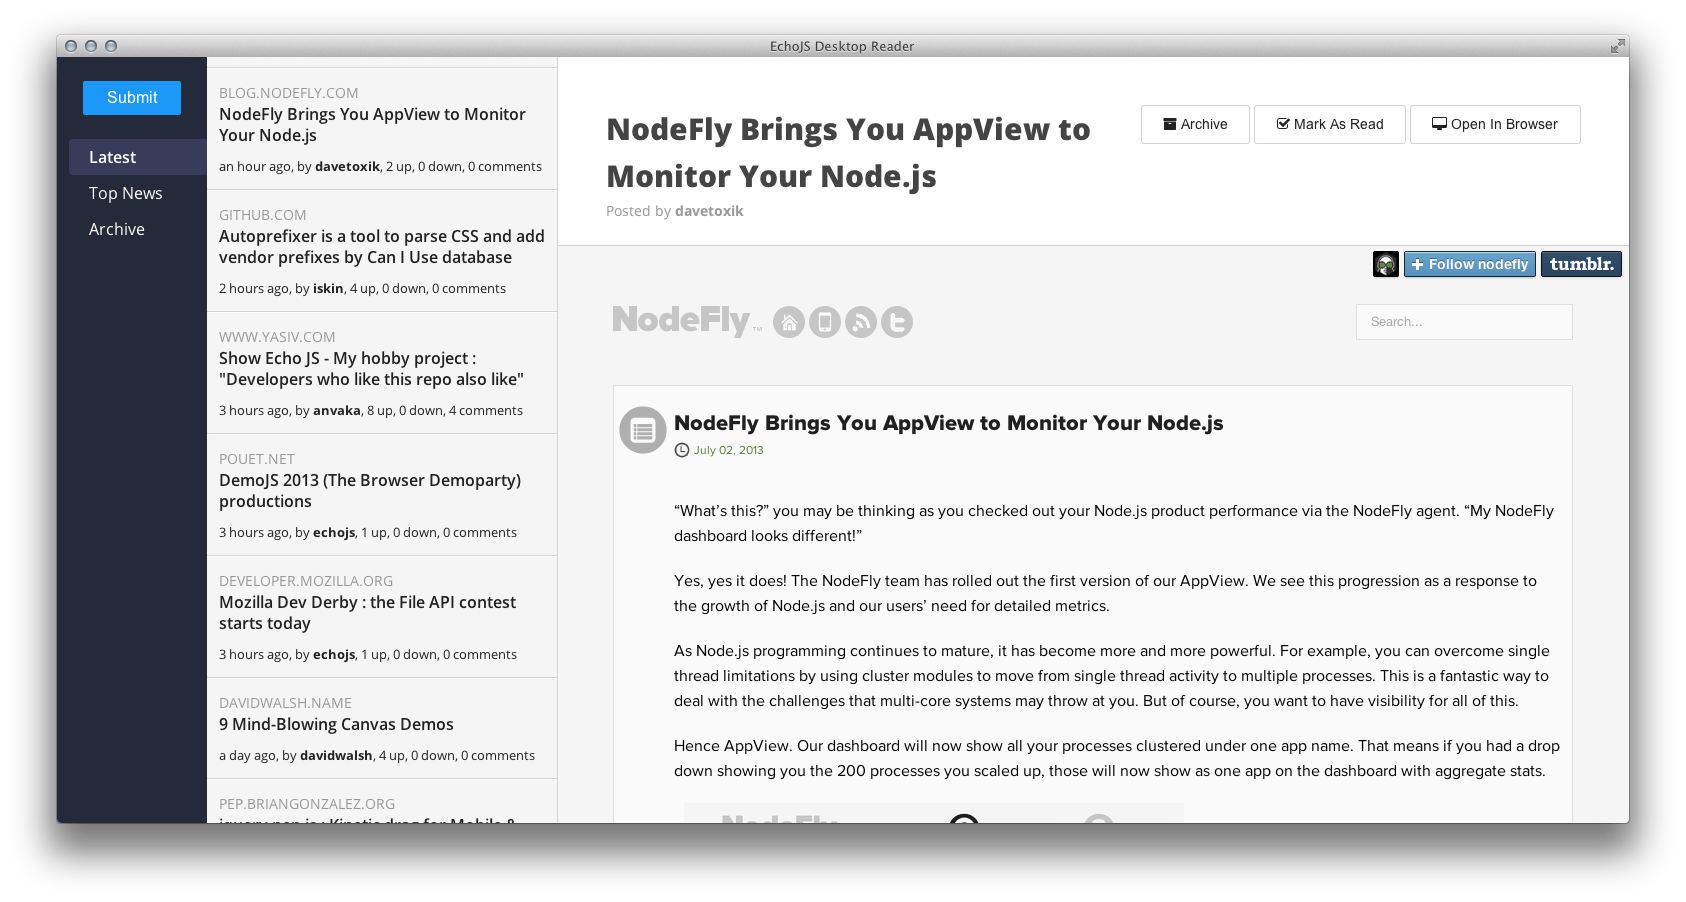 EchoJS Desktop Reader
Submit
Latest
Top News
Archive
BLOG.NODEFLY.COM
NodeFly Brings You AppView to Monitor
Your Node.js
an hour ago, by davetoxik, 2 up, 0 down, 0 comments
GITHUB.COM
Autoprefixer is a tool to parse CSS and add
vendor prefixes by Can I Use database
2 hours ago, by iskin, 4 up, 0 down, 0 comments
WWW.YASIV.COM
Show Echo JS - My hobby project :
"Developers who like this repo also like"
3 hours ago, by anvaka, 8 up, 0 down, 4 comments
POUET.NET
DemoJS 2013 (The Browser Demoparty)
productions
3 hours ago, by echojs, 1 up, 0 down, 0 comments
DEVELOPER.MOZILLA.ORG
Mozilla Dev Derby : the File API contest
starts today
3 hours ago, by echojs, 1 up, 0 down, 0 comments
DAVIDWALSH.NAME
9 Mind-Blowing Canvas Demos
a day ago, by davidwalsh, 4 up, 0 down, 0 comments
PEP.BRIANGONZALEZ.ORG
jquery.pep.js : Kinetic drag for Mobile &
NodeFly Brings You AppView to
Monitor Your Node.js
Posted by davetoxik
Archive
Mark As Read
Open In Browser
+ Follow nodefly
tumblr.
NodeFly™
Search...
NodeFly Brings You AppView to Monitor Your Node.js
July 02, 2013
“What’s this?” you may be thinking as you checked out your Node.js product performance via the NodeFly agent. “My NodeFly
dashboard looks different!”
Yes, yes it does! The NodeFly team has rolled out the first version of our AppView. We see this progression as a response to
the growth of Node.js and our users’ need for detailed metrics.
As Node.js programming continues to mature, it has become more and more powerful. For example, you can overcome single
thread limitations by using cluster modules to move from single thread activity to multiple processes. This is a fantastic way to
deal with the challenges that multi-core systems may throw at you. But of course, you want to have visibility for all of this.
Hence AppView. Our dashboard will now show all your processes clustered under one app name. That means if you had a drop
down showing you the 200 processes you scaled up, those will now show as one app on the dashboard with aggregate stats.
NodeFly